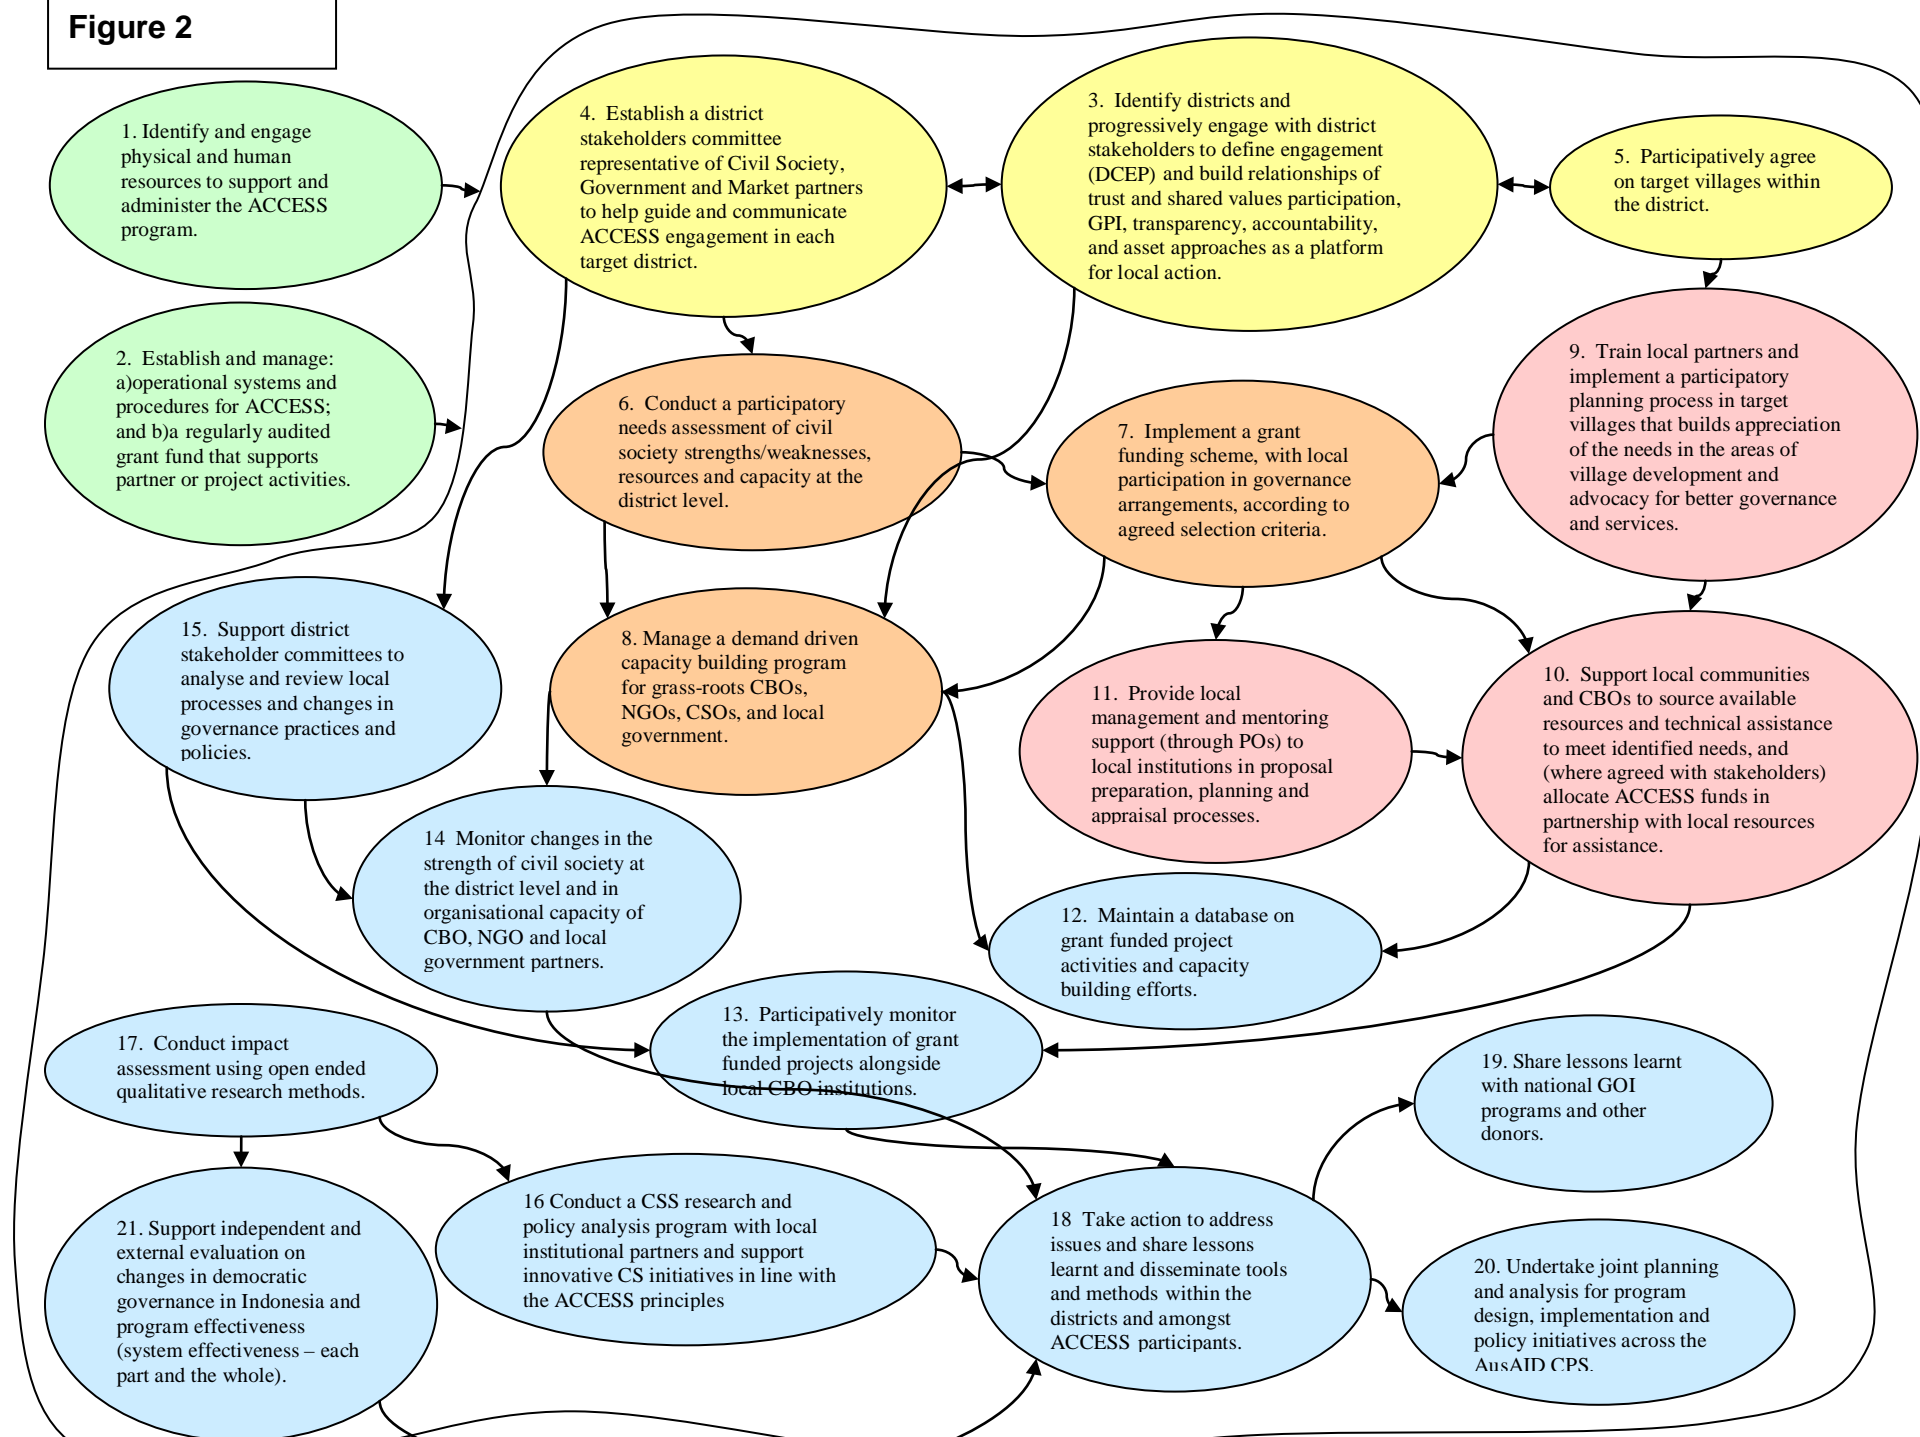 Figure 2
1. Identify and engage
physical and human
resources to support and
administer the ACCESS
program.
4.  Establish a district
stakeholders committee
representative of Civil Society,
Government and Market partners
to help guide and communicate
ACCESS engagement in each
target district.
3.  Identify districts and
progressively engage with district
stakeholders to define engagement
(DCEP) and build relationships of
trust and shared values participation,
GPI, transparency, accountability,
and asset approaches as a platform
for local action.
5.  Participatively agree
on target villages within
the district.
2.  Establish and manage:
a)operational systems and
procedures for ACCESS;
and b)a regularly audited
grant fund that supports
partner or project activities.
6.  Conduct a participatory
needs assessment of civil
society strengths/weaknesses,
resources and capacity at the
district level.
7.  Implement a grant
funding scheme, with local
participation in governance
arrangements, according to
agreed selection criteria.
9.  Train local partners and
implement a participatory
planning process in target
villages that builds appreciation
of the needs in the areas of
village development and
advocacy for better governance
and services.
15.  Support district
stakeholder committees to
analyse and review local
processes and changes in
governance practices and
policies.
8. Manage a demand driven
capacity building program
for grass-roots CBOs,
NGOs, CSOs, and local
government.
11.  Provide local
management and mentoring
support (through POs) to
local institutions in proposal
preparation, planning and
appraisal processes.
10.  Support local communities
and CBOs to source available
resources and technical assistance
to meet identified needs, and
(where agreed with stakeholders)
allocate ACCESS funds in
partnership with local resources
for assistance.
14  Monitor changes in the
strength of civil society at
the district level and in
organisational capacity of
CBO, NGO and local
government partners.
12.  Maintain a database on
grant funded project
activities and capacity
building efforts.
13.  Participatively monitor
the implementation of grant
funded projects alongside
local CBO institutions.
17.  Conduct impact
assessment using open ended
qualitative research methods.
19. Share lessons learnt
with national GOI
programs and other
donors.
16 Conduct a CSS research and
policy analysis program with local
institutional partners and support
innovative CS initiatives in line with
the ACCESS principles
18  Take action to address
issues and share lessons
learnt and disseminate tools
and methods within the
districts and amongst
ACCESS participants.
21. Support independent and
external evaluation on
changes in democratic
governance in Indonesia and
program effectiveness
(system effectiveness – each
part and the whole).
20. Undertake joint planning
and analysis for program
design, implementation and
policy initiatives across the
AusAID CPS.